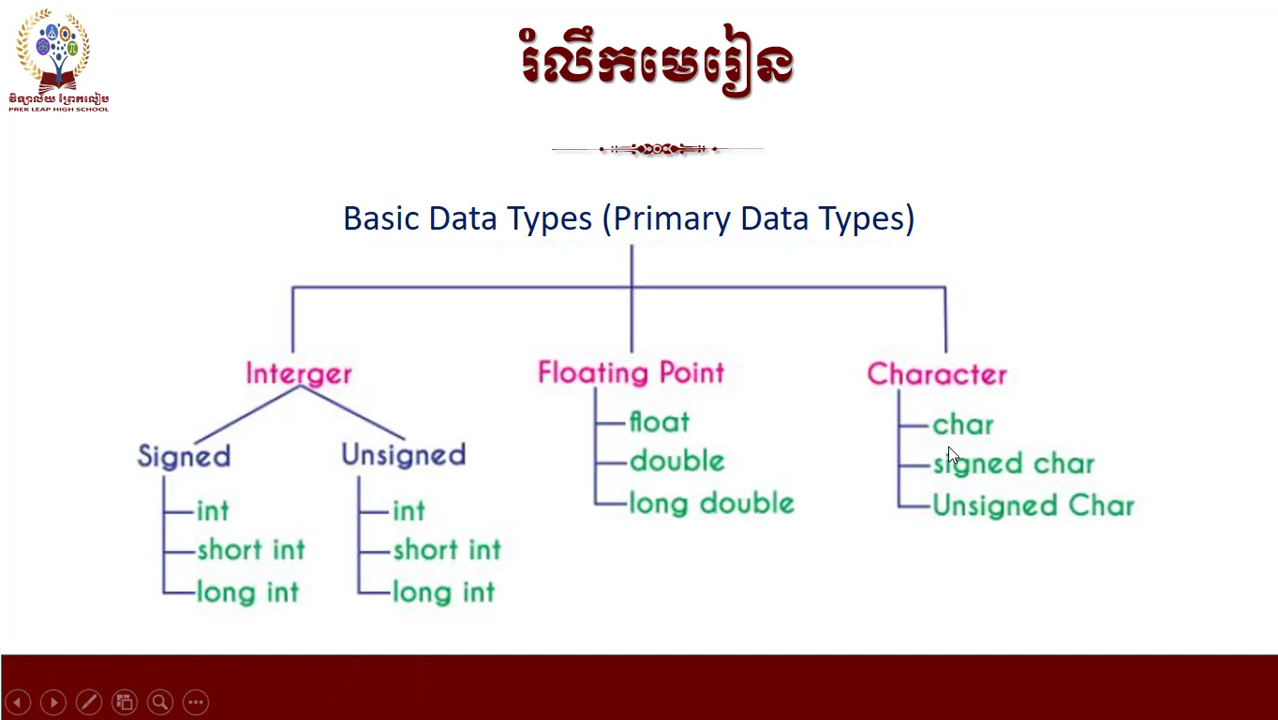 រំលឹកមេរៀន
វិទ្យាល័យ ព្រែកលៀប
PREK LEAP HIGH SCHOOL
Basic Data Types (Primary Data Types)
Interger
Floating Point
Character
Signed
Unsigned
int
short int
long int
int
short int
long int
float
double
long double
char
signed char
Unsigned Char